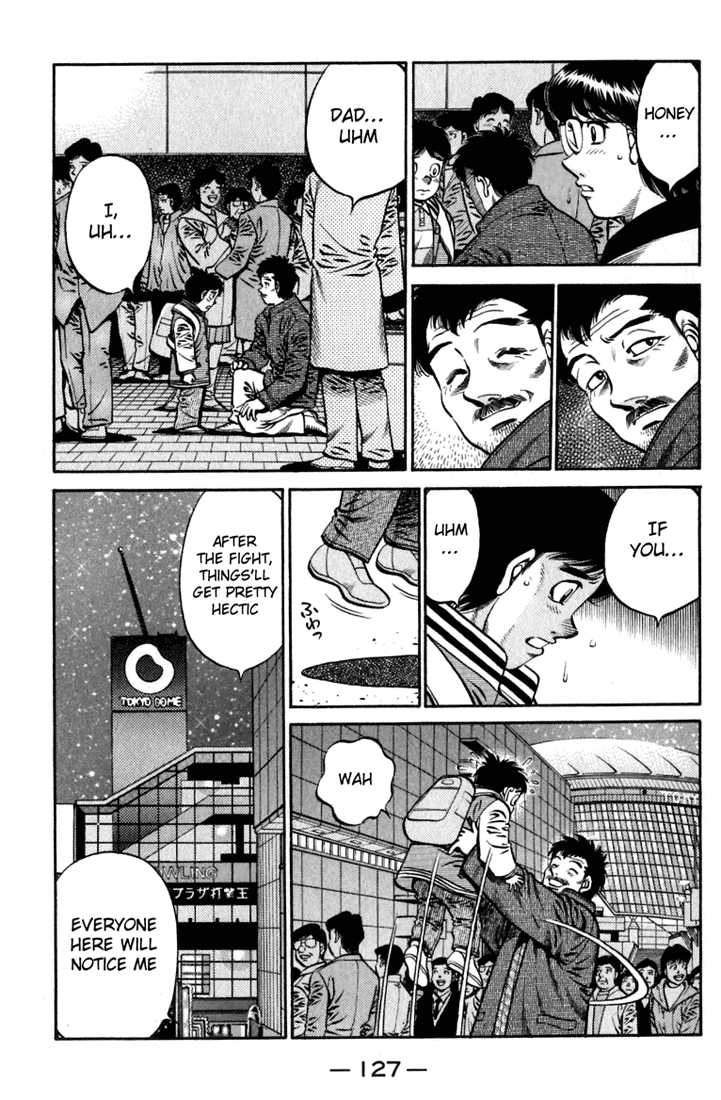 HONEY
...
DAD...
UHM
I,
UH...
IF
YOU...
UHM
...
ふわっ
AFTER
THE FIGHT,
THINGS'LL
GET PRETTY
HECTIC
TOKYO DOME
WLING
プラザ打撃王
EVERYONE
HERE WILL
NOTICE ME
WAH
— 127 —